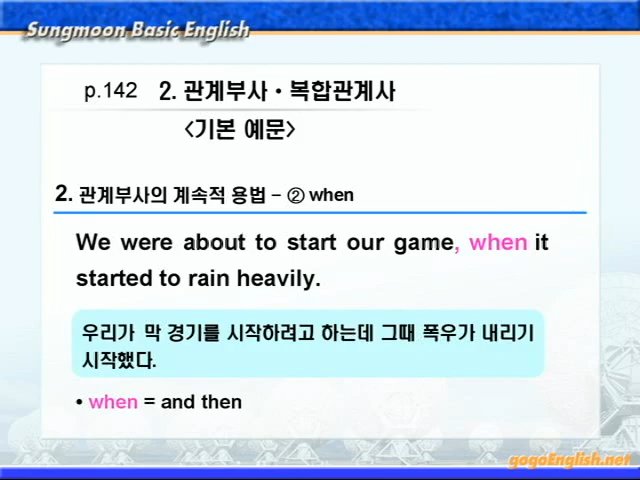 Sungmoon Basic English
p.142 2. 관계부사·복합관계사
<기본 예문>
2. 관계부사의 계속적 용법 – ② when
We were about to start our game, when it
started to rain heavily.
우리가 막 경기를 시작하려고 하는데 그때 폭우가 내리기
시작했다.
• when = and then
gogoEnglish.net